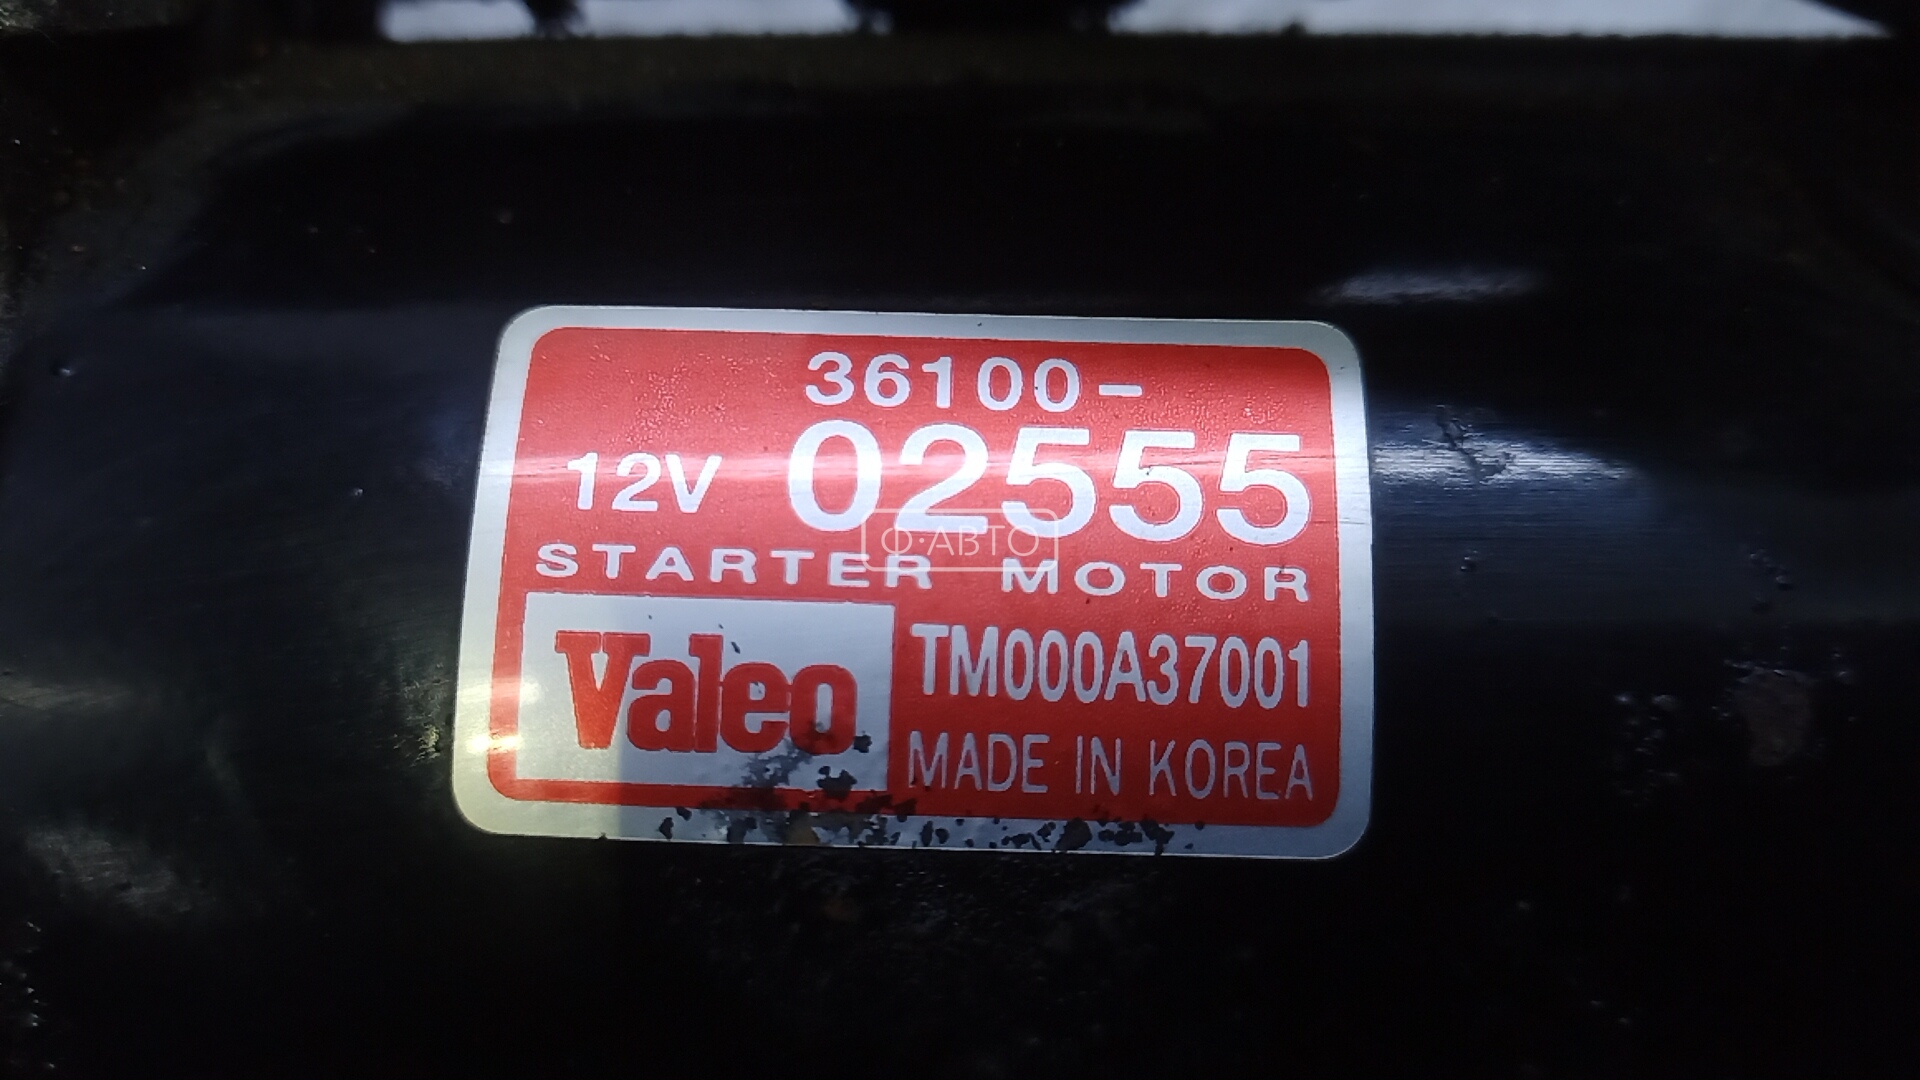 36100-
12V 02555
Ф·АВТО
STARTER MOTOR
Valeo
TM000A37001
MADE IN KOREA